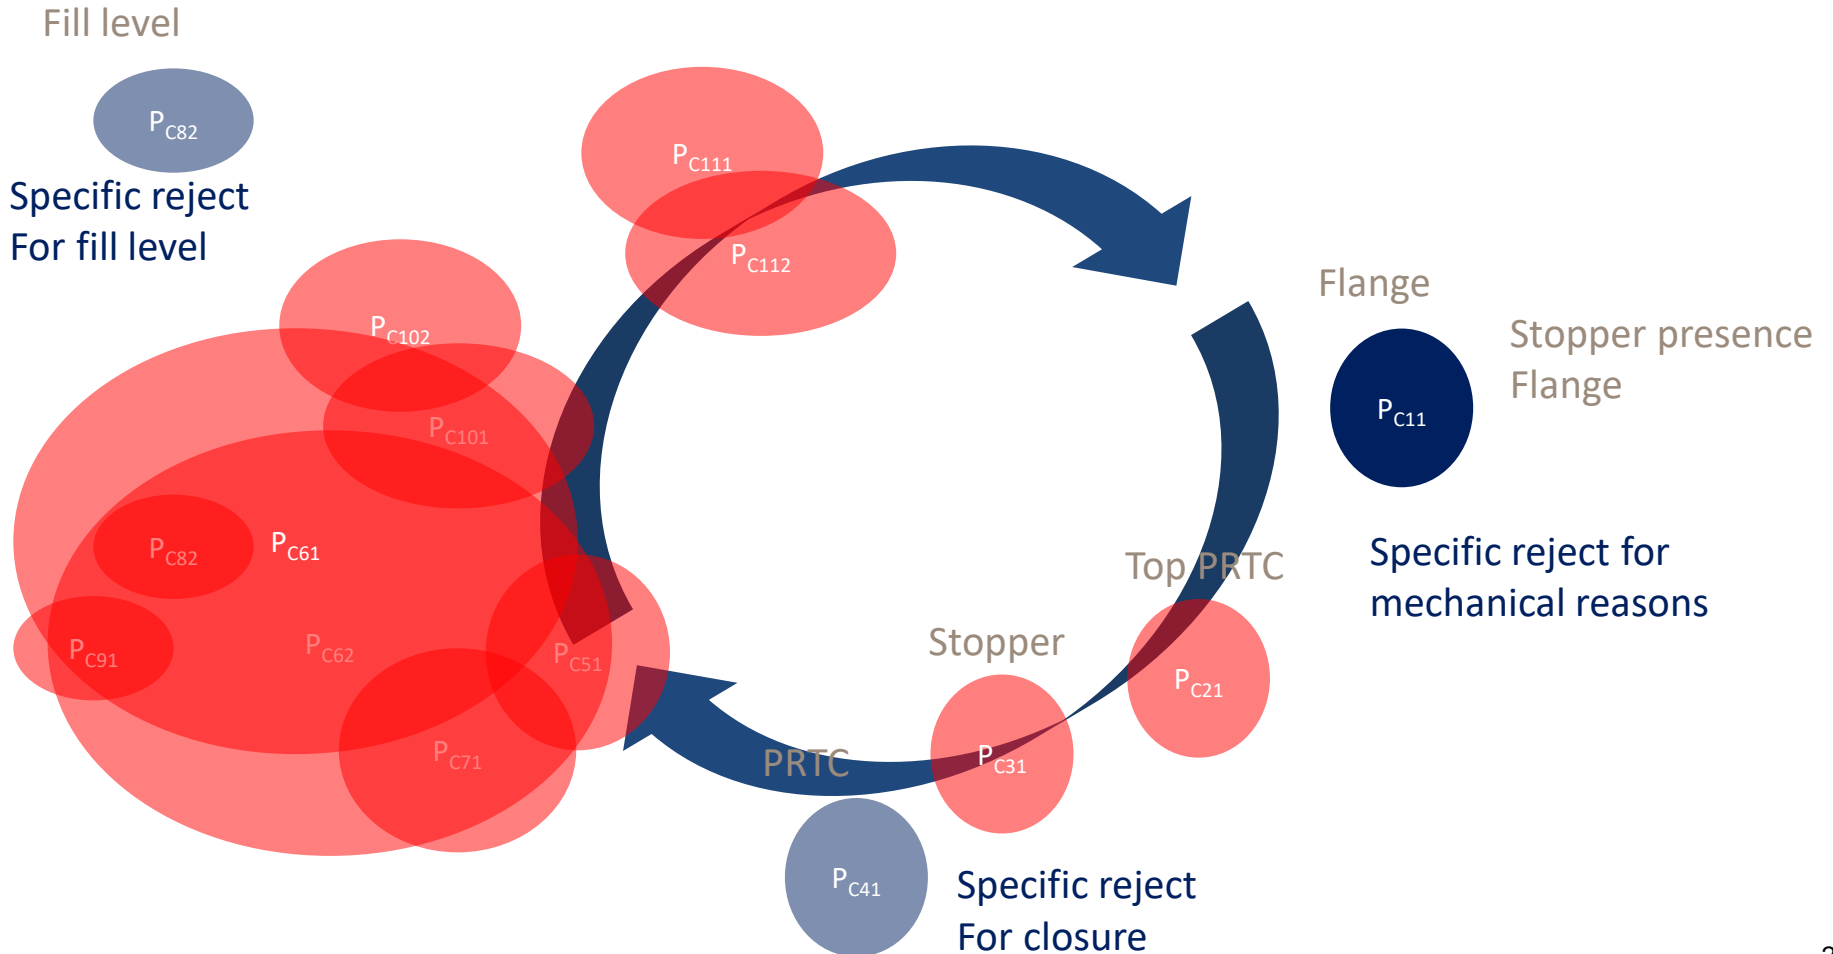 Fill level
PC82
Specific reject
For fill level
PC111
PC112
PC102
PC101
PC82
PC61
PC91
PC62
PC51
PC71
Flange
Stopper presence
Flange
PC11
Specific reject for
mechanical reasons
Top PRTC
PC21
Stopper
PC31
PRTC
PC41
Specific reject
For closure